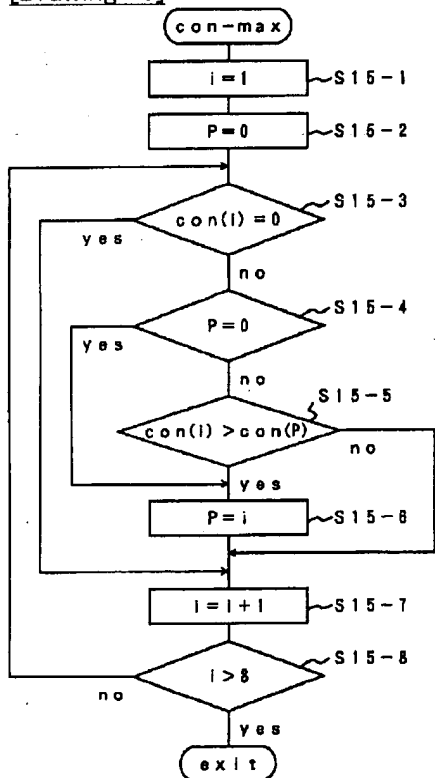 con-max
i=1
S15-1
P=0
S15-2
con(i)=0
S15-3
yes
no
P=0
S15-4
yes
no
con(i)>con(P)
S15-5
no
yes
P=i
S15-6
i=i+1
S15-7
i>8
S15-8
no
yes
exit